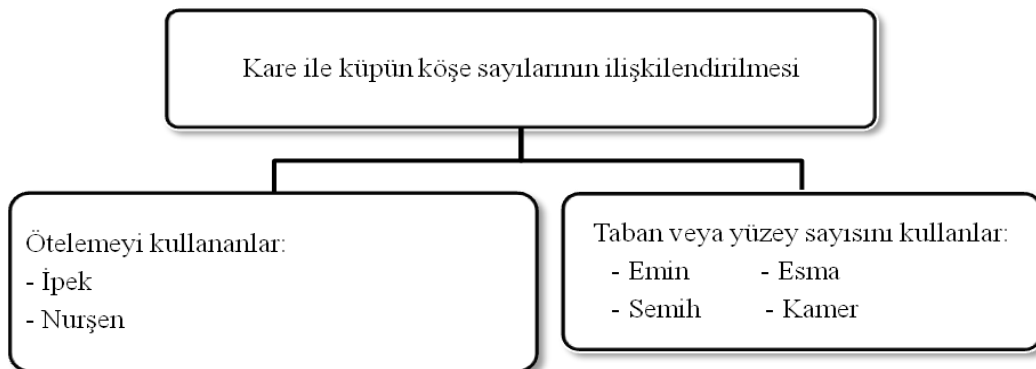 Kare ile küpün köşe sayılarının ilişkilendirilmesi
Ötelemeyi kullananlar:
- İpek
- Nurşen
Taban veya yüzey sayısını kullanlar:
- Emin - Esma
- Semih - Kamer